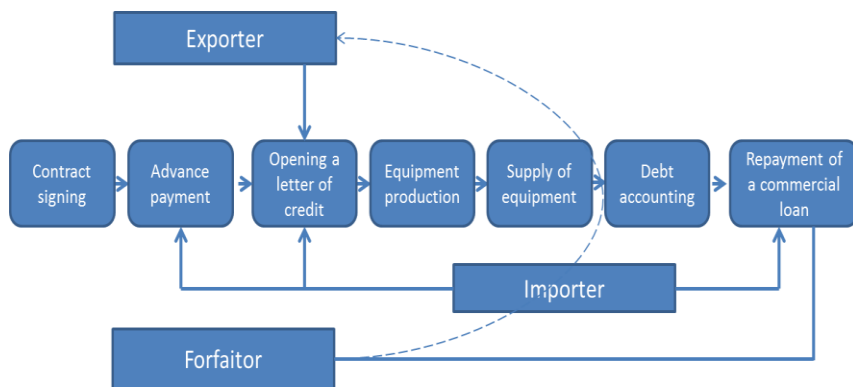 Exporter
Contract
signing
Advance
payment
Opening a
letter of
credit
Equipment
production
Supply of
equipment
Debt
accounting
Repayment of
a commercial
loan
Importer
Forfaitor